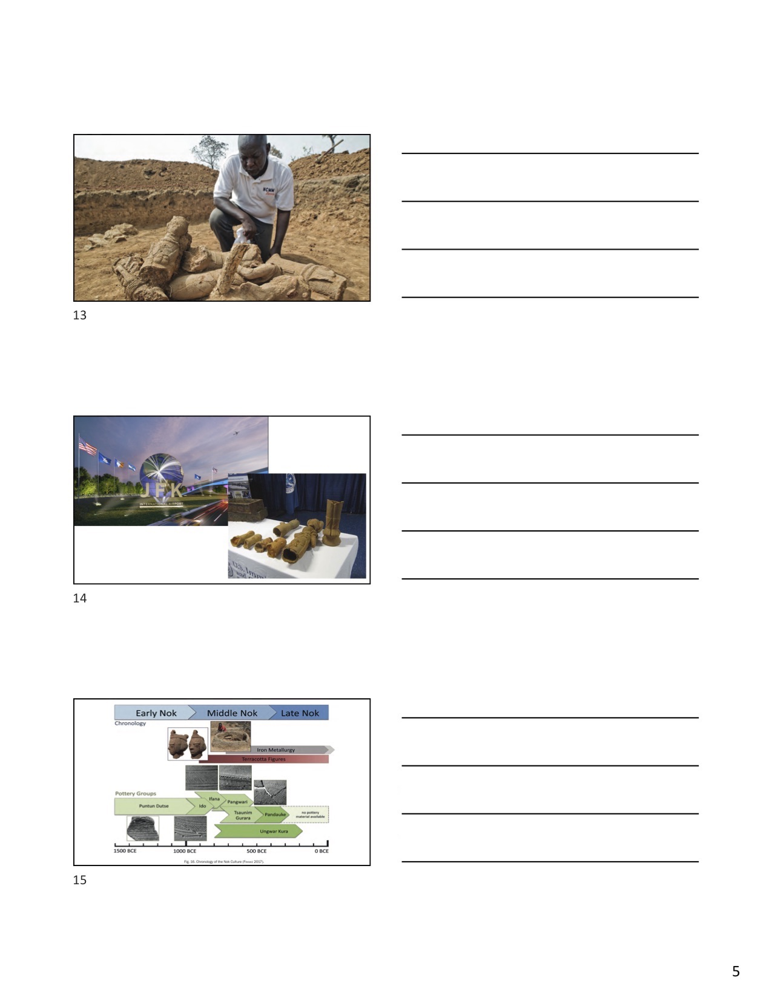 NCMM
13
JFK
INTERNATIONAL AIRPORT
U.S. Imm
14
Early Nok
Middle Nok
Late Nok
Chronology
Iron Metallurgy
Terracotta Figures
Pottery Groups
Puntun Dutse
Ido
Ifana
Pangwari
Tsaunim
Gurara
Pandauke
no pottery
material available
Ungwar Kura
1500 BCE
1000 BCE
500 BCE
0 BCE
Fig. 16. Chronology of the Nok Culture (Franke 2017).
15
5